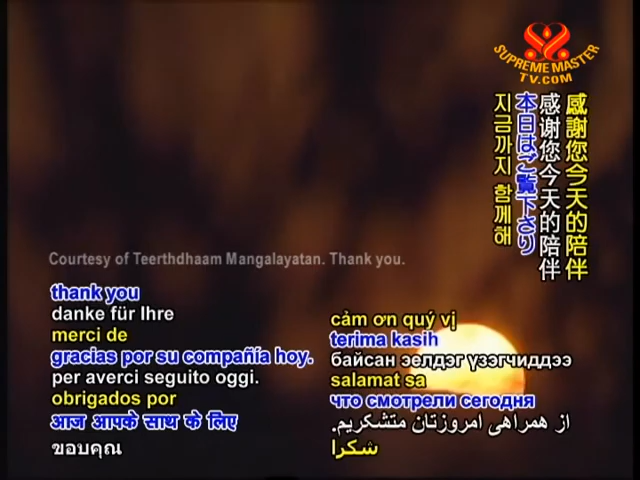 SUPREME MASTER
TV.COM
感謝您今天的陪伴
感谢您今天的陪伴
本日はご覧下さり
지금까지 함께해
Courtesy of Teerthdhaam Mangalayatan. Thank you.
thank you
danke für Ihre
merci de
gracias por su compañía hoy.
per averci seguito oggi.
obrigados por
आज आपके साथ के लिए
ขอบคุณ
cảm ơn quý vị
terima kasih
байсан эелдэг үзэгчиддээ
salamat sa
что смотрели сегодня
از همراهی امروزتان متشکریم.
شكرا